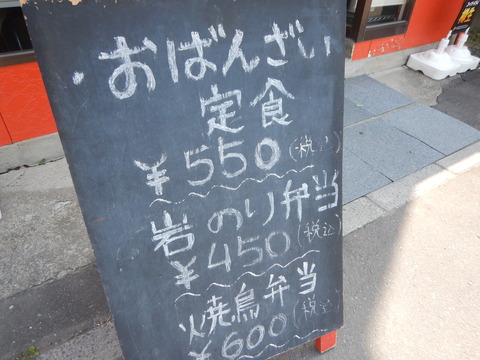 ・おばんざい
定食
￥550(税込)
岩のり弁当
￥450(税込)
焼鳥弁当
￥600(税込)